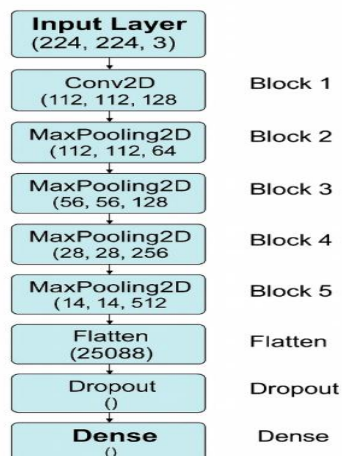 Input Layer
(224, 224, 3)
Conv2D
(112, 112, 128
Block 1
MaxPooling2D
(112, 112, 64
Block 2
MaxPooling2D
(56, 56, 128
Block 3
MaxPooling2D
(28, 28, 256
Block 4
MaxPooling2D
(14, 14, 512
Block 5
Flatten
(25088)
Flatten
Dropout
()
Dropout
Dense
()
Dense